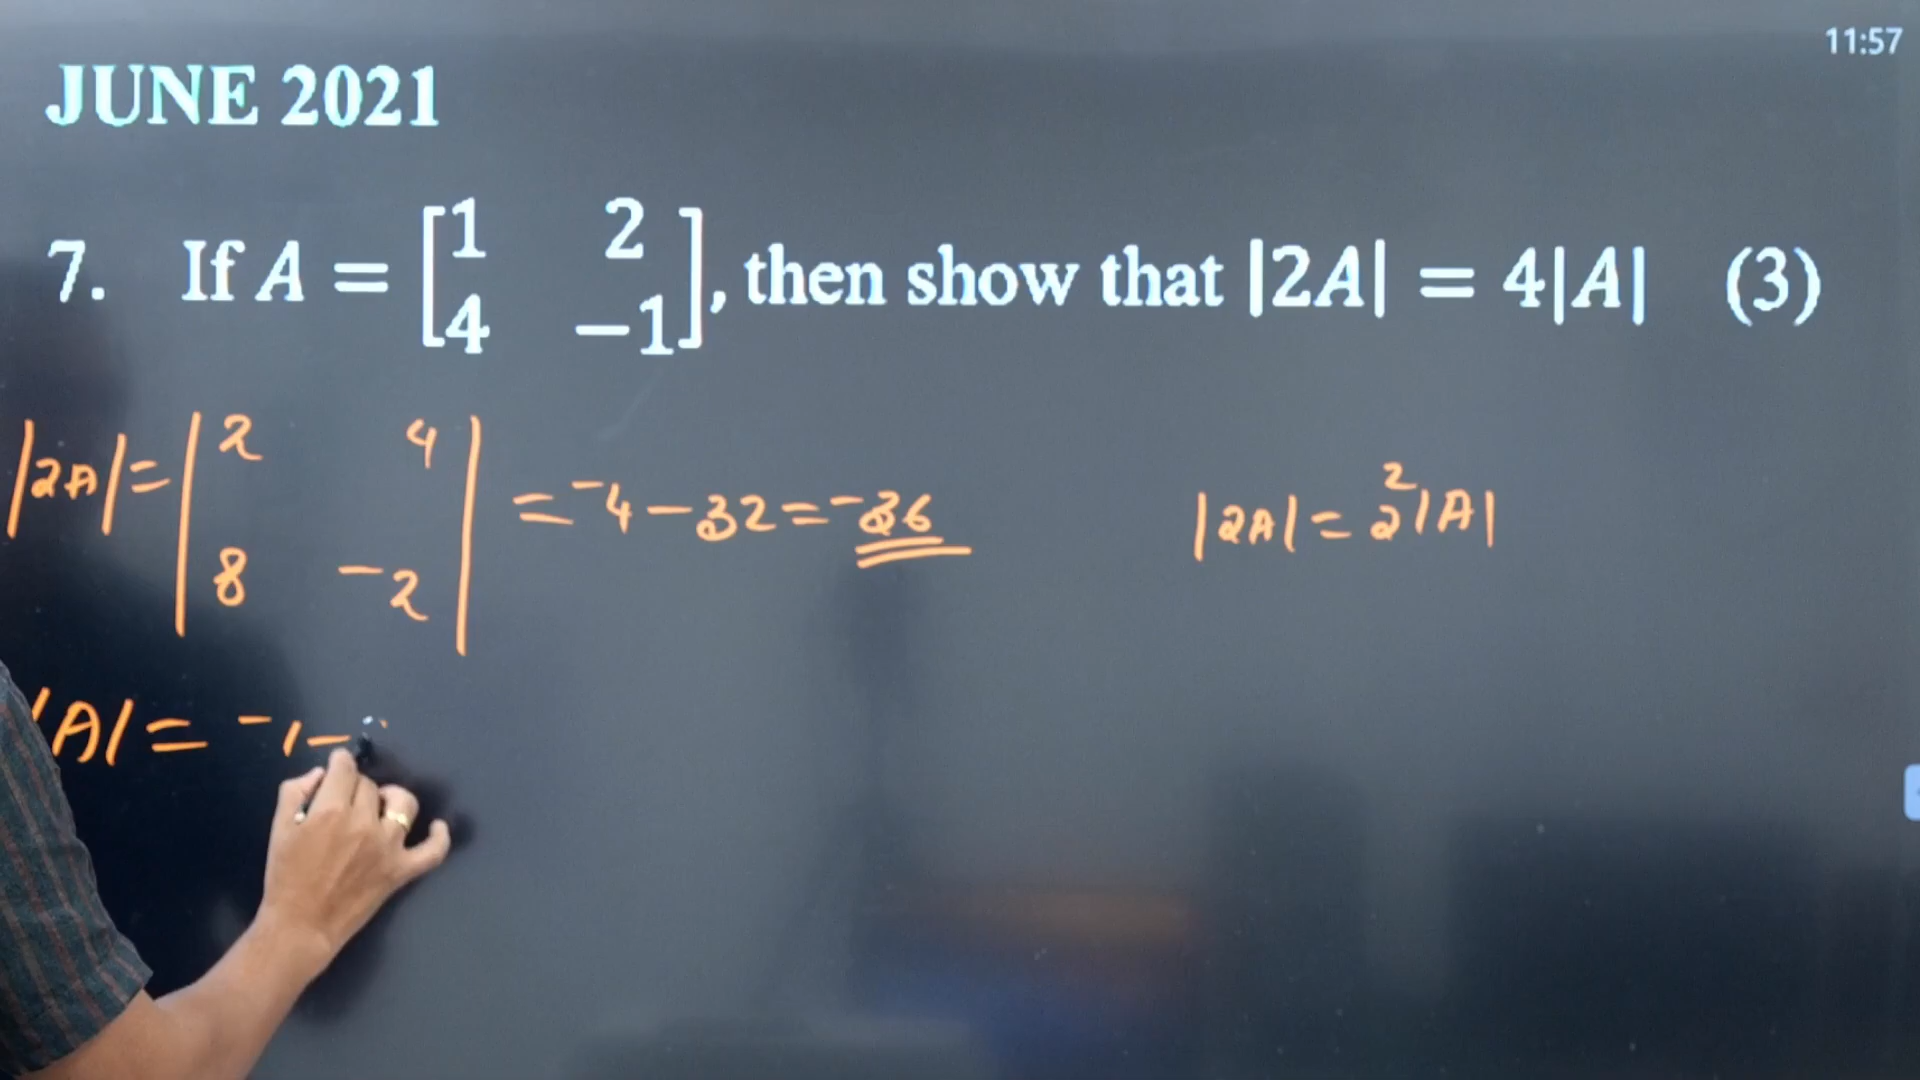 11:57
JUNE 2021
7. If A = [1 2
4 −1], then show that |2A| = 4|A| (3)
|2A| = |2 4
8 -2| = -4 - 32 = -36
|2A| = 2²|A|
|A| = -1 -